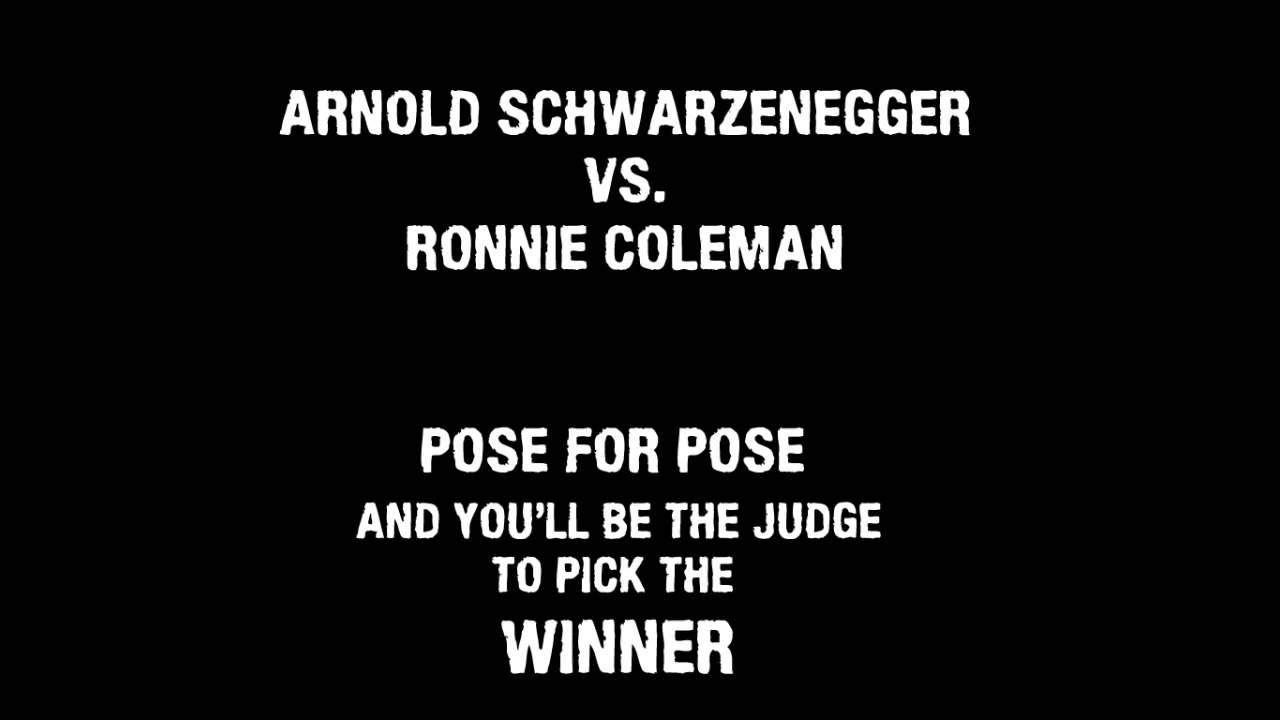 ARNOLD SCHWARZENEGGER
VS.
RONNIE COLEMAN
POSE FOR POSE
AND YOU'LL BE THE JUDGE
TO PICK THE
WINNER